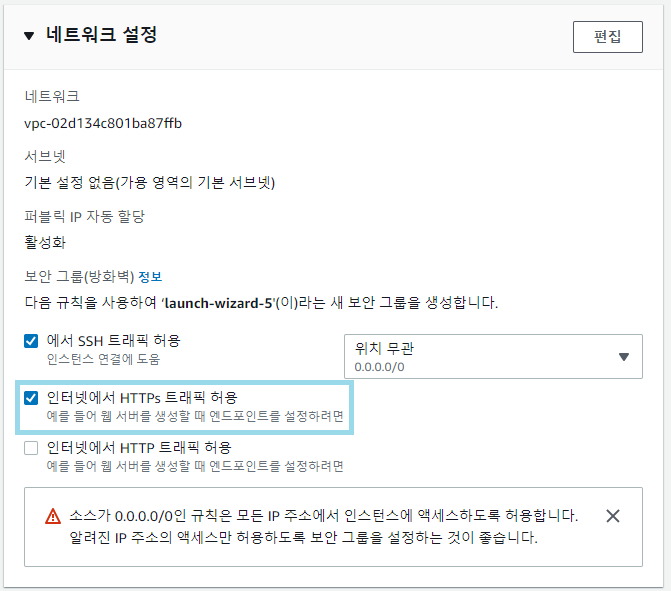 네트워크 설정
편집
네트워크
vpc-02d134c801ba87ffb
서브넷
기본 설정 없음(가용 영역의 기본 서브넷)
퍼블릭 IP 자동 할당
활성화
보안 그룹(방화벽) 정보
다음 규칙을 사용하여 'launch-wizard-5'(이)라는 새 보안 그룹을 생성합니다.
에서 SSH 트래픽 허용
인스턴스 연결에 도움
위치 무관
0.0.0.0/0
인터넷에서 HTTPs 트래픽 허용
예를 들어 웹 서버를 생성할 때 엔드포인트를 설정하려면
인터넷에서 HTTP 트래픽 허용
예를 들어 웹 서버를 생성할 때 엔드포인트를 설정하려면
소스가 0.0.0.0/0인 규칙은 모든 IP 주소에서 인스턴스에 액세스하도록 허용합니다.
알려진 IP 주소의 액세스만 허용하도록 보안 그룹을 설정하는 것이 좋습니다.